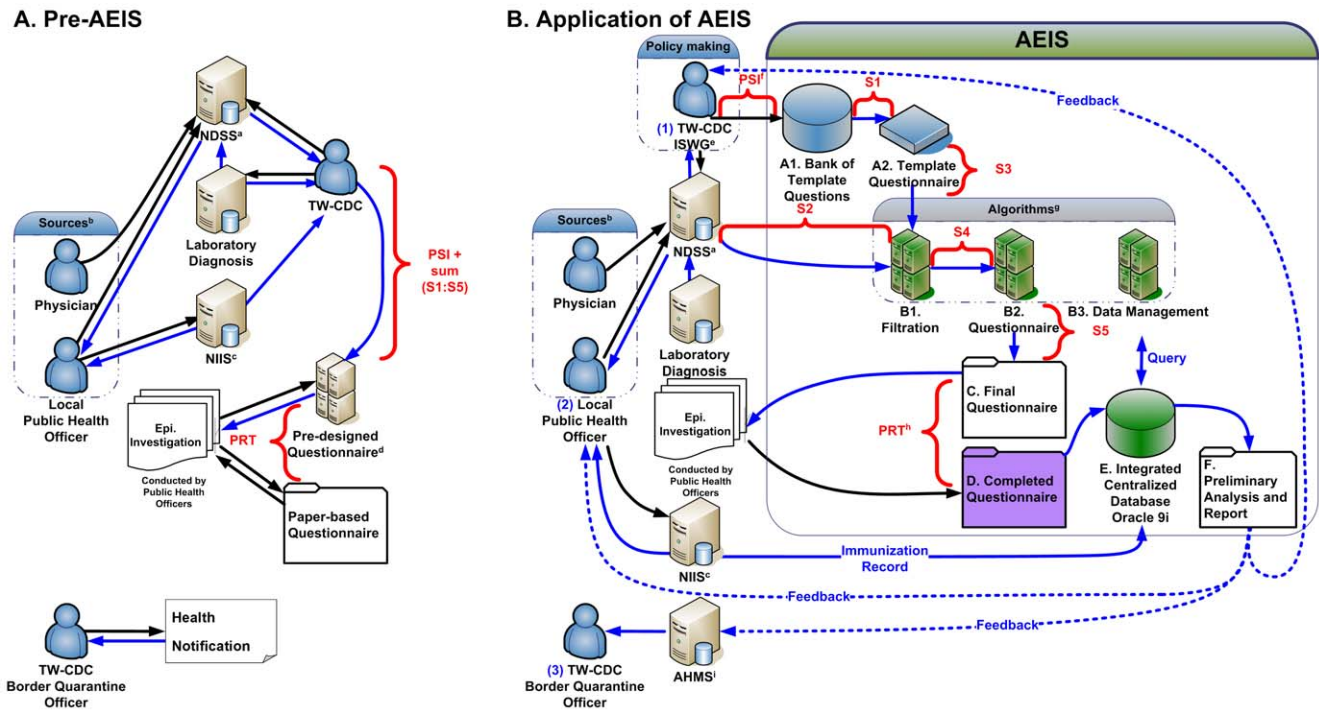 A. Pre-AEIS
NDSSᵃ
TW-CDC
Laboratory
Diagnosis
Sourcesᵇ
Physician
Local
Public Health
Officer
NIISᶜ
PSI +
sum
(S1:S5)
Epi.
Investigation
Conducted by
Public Health
Officers
PRT
Pre-designed
Questionnaireᵈ
Paper-based
Questionnaire
Health
Notification
TW-CDC
Border Quarantine
Officer
B. Application of AEIS
AEIS
Policy making
(1) TW-CDC
ISWGᵉ
PSIᶠ
S1
Feedback
A1. Bank of
Template
Questions
A2. Template
Questionnaire
S3
S2
Algorithmsᵍ
S4
B1.
Filtration
B2.
Questionnaire
B3. Data Management
S5
Sourcesᵇ
Physician
NDSSᵃ
Laboratory
Diagnosis
(2) Local
Public Health
Officer
Epi.
Investigation
Conducted by
Public Health
Officers
Query
C. Final
Questionnaire
PRTʰ
D. Completed
Questionnaire
E. Integrated
Centralized
Database
Oracle 9i
F.
Preliminary
Analysis and
Report
NIISᶜ
Immunization
Record
Feedback
Feedback
(3) TW-CDC
Border Quarantine
Officer
AHMSⁱ